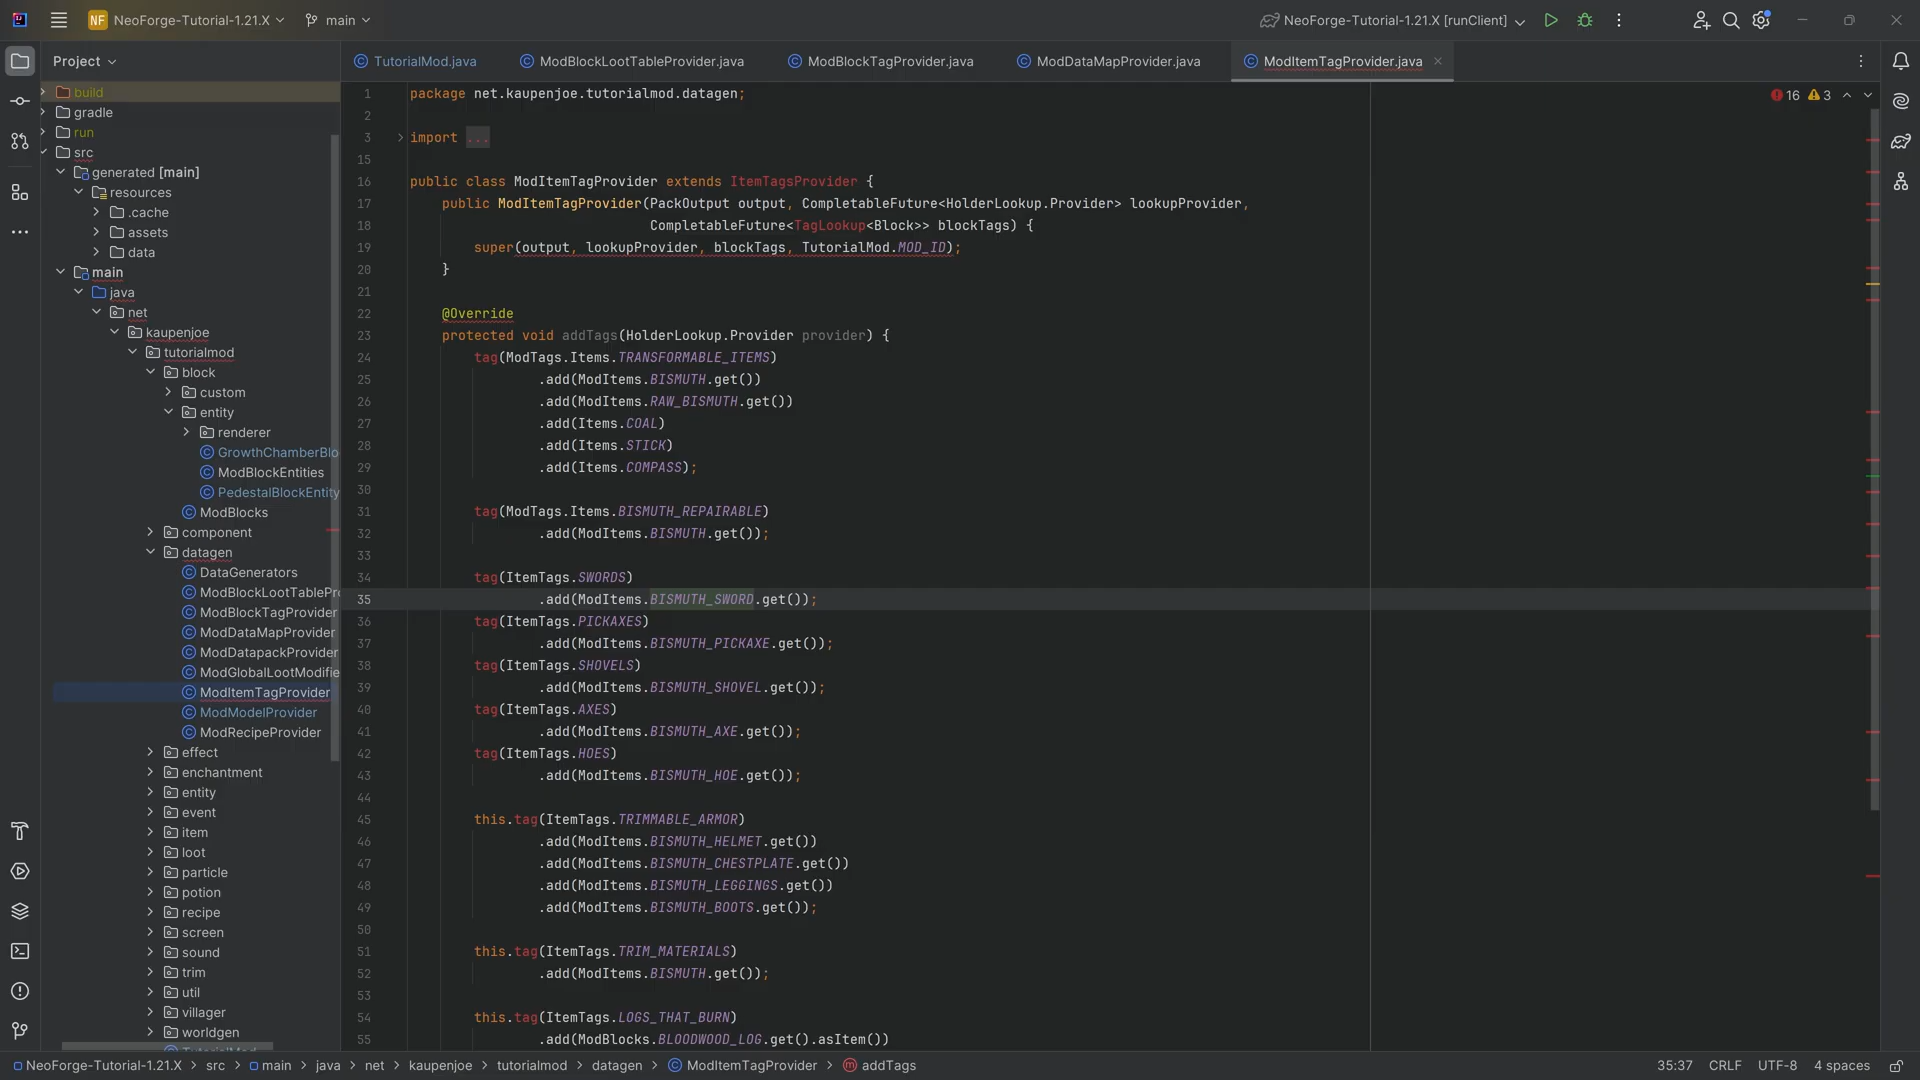 NF NeoForge-Tutorial-1.21.X main NeoForge-Tutorial-1.21.X [runClient]
Project
TutorialMod.java ModBlockLootTableProvider.java ModBlockTagProvider.java ModDataMapProvider.java ModItemTagProvider.java
16 3
build
gradle
run
src
generated [main]
resources
.cache
assets
data
main
java
net
kaupenjoe
tutorialmod
block
custom
entity
renderer
GrowthChamberBlo
ModBlockEntities
PedestalBlockEntity
ModBlocks
component
datagen
DataGenerators
ModBlockLootTablePro
ModBlockTagProvider
ModDataMapProvider
ModDatapackProvider
ModGlobalLootModifie
ModItemTagProvider
ModModelProvider
ModRecipeProvider
effect
enchantment
entity
event
item
loot
particle
potion
recipe
screen
sound
trim
util
villager
worldgen
1 package net.kaupenjoe.tutorialmod.datagen;
2
3 import ...
15
16 public class ModItemTagProvider extends ItemTagsProvider {
17 public ModItemTagProvider(PackOutput output, CompletableFuture<HolderLookup.Provider> lookupProvider,
18 CompletableFuture<TagLookup<Block>> blockTags) {
19 super(output, lookupProvider, blockTags, TutorialMod.MOD_ID);
20 }
21
22 @Override
23 protected void addTags(HolderLookup.Provider provider) {
24 tag(ModTags.Items.TRANSFORMABLE_ITEMS)
25 .add(ModItems.BISMUTH.get())
26 .add(ModItems.RAW_BISMUTH.get())
27 .add(Items.COAL)
28 .add(Items.STICK)
29 .add(Items.COMPASS);
30
31 tag(ModTags.Items.BISMUTH_REPAIRABLE)
32 .add(ModItems.BISMUTH.get());
33
34 tag(ItemTags.SWORDS)
35 .add(ModItems.BISMUTH_SWORD.get());
36 tag(ItemTags.PICKAXES)
37 .add(ModItems.BISMUTH_PICKAXE.get());
38 tag(ItemTags.SHOVELS)
39 .add(ModItems.BISMUTH_SHOVEL.get());
40 tag(ItemTags.AXES)
41 .add(ModItems.BISMUTH_AXE.get());
42 tag(ItemTags.HOES)
43 .add(ModItems.BISMUTH_HOE.get());
44
45 this.tag(ItemTags.TRIMMABLE_ARMOR)
46 .add(ModItems.BISMUTH_HELMET.get())
47 .add(ModItems.BISMUTH_CHESTPLATE.get())
48 .add(ModItems.BISMUTH_LEGGINGS.get())
49 .add(ModItems.BISMUTH_BOOTS.get());
50
51 this.tag(ItemTags.TRIM_MATERIALS)
52 .add(ModItems.BISMUTH.get());
53
54 this.tag(ItemTags.LOGS_THAT_BURN)
55 .add(ModBlocks.BLOODWOOD_LOG.get().asItem())
NeoForge-Tutorial-1.21.X > src > main > java > net > kaupenjoe > tutorialmod > datagen > ModItemTagProvider > addTags 35:37 CRLF UTF-8 4 spaces